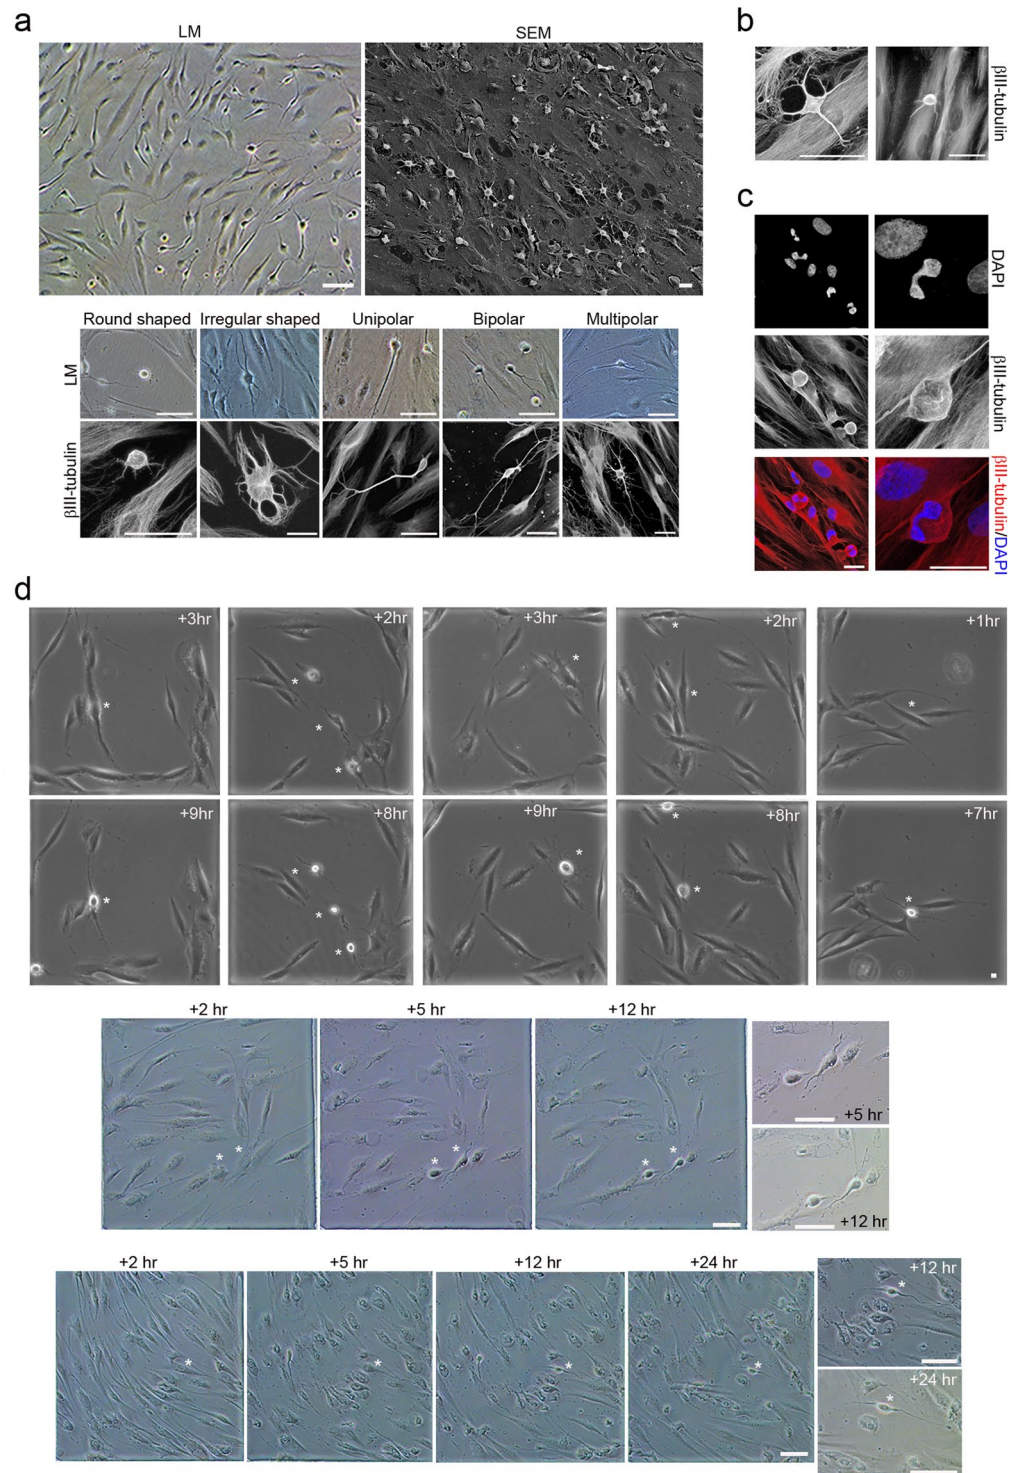 a
LM
SEM
Round shaped
Irregular shaped
Unipolar
Bipolar
Multipolar
LM
βIII-tubulin
b
βIII-tubulin
c
DAPI
βIII-tubulin
βIII-tubulin/DAPI
d
+3hr
+2hr
+3hr
+2hr
+1hr
*
*
*
*
*
*
*
*
+9hr
+8hr
+9hr
+8hr
+7hr
*
*
*
*
*
*
*
*
+2 hr
+5 hr
+12 hr
* *
* *
* *
+5 hr
+12 hr
+2 hr
+5 hr
+12 hr
+24 hr
*
*
*
*
+12 hr
*
+24 hr
*